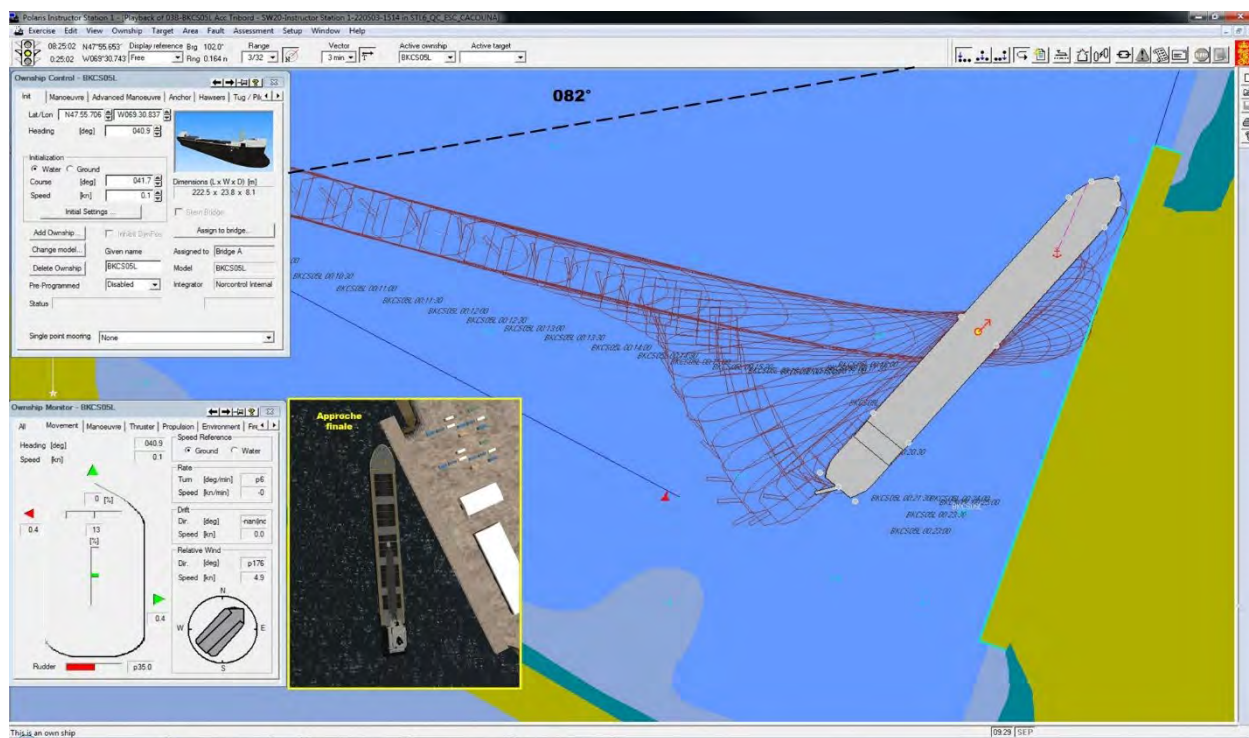 Polaris Instructor Station 1 - [Playback of 03B-BKCS05L Acc Tribord - SW20-Instructor Station 1-220503-1514 in STL6_QC_ESC_CACOUNA]
Exercise Edit View Ownship Target Area Fault Assessment Setup Window Help
08:25:02 N47°55.653' Display reference Brg 102.0° Range Vector Active ownship Active target
0:25:02 W069°30.743' Free Rng 0.164 n 3/32 3 min BKCS05L
Ownship Control - BKCS05L
Init Manoeuvre Advanced Manoeuvre Anchor Hawsers
Lat/Lon N47.55.706 W069.30.837
Heading [deg] 040.9
Initialization
Water Ground
Course [deg] 041.7
Speed [kn] 0.1
Initial Settings ...
Dimensions (L x W x D) [m]
222.5 x 23.8 x 8.1
Assign to bridge...
Add Ownship...
Change model...
Given name
Assigned to Bridge A
Delete Ownship
BKCS05L
Model BKCS05L
Pre-Programmed Disabled
Integrator Norcontrol Internal
Status
Single point mooring None
082°
BKCS05L 00:10:30
BKCS05L 00:11:00
BKCS05L 00:11:30
BKCS05L 00:12:00
BKCS05L 00:12:30
BKCS05L 00:13:00
BKCS05L 00:13:30
BKCS05L 00:14:00
BKCS05L 00:23:00
Ownship Monitor - BKCS05L
All Movement Manoeuvre Thruster Propulsion Environment
Heading [deg] 040.9
Speed [kn] 0.1
0 [%]
0.4
13
[%]
0.4
Rudder p35.0
Speed Reference
Ground Water
Rate
Turn [deg/min] p6
Speed [kn/min] -0
Drift
Dir. [deg]
Speed [kn] 0.0
Relative Wind
Dir. [deg] p176
Speed [kn] 4.9
N
W E
S
Approche
finale
This is an own ship
09:29 SEP